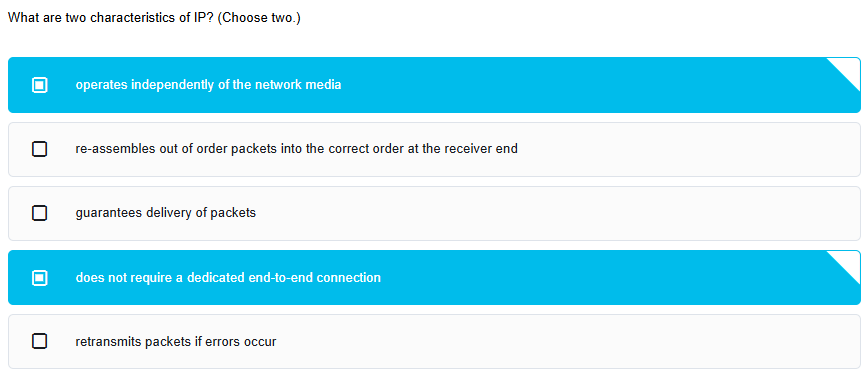 What are two characteristics of IP? (Choose two.)
operates independently of the network media
re-assembles out of order packets into the correct order at the receiver end
guarantees delivery of packets
does not require a dedicated end-to-end connection
retransmits packets if errors occur